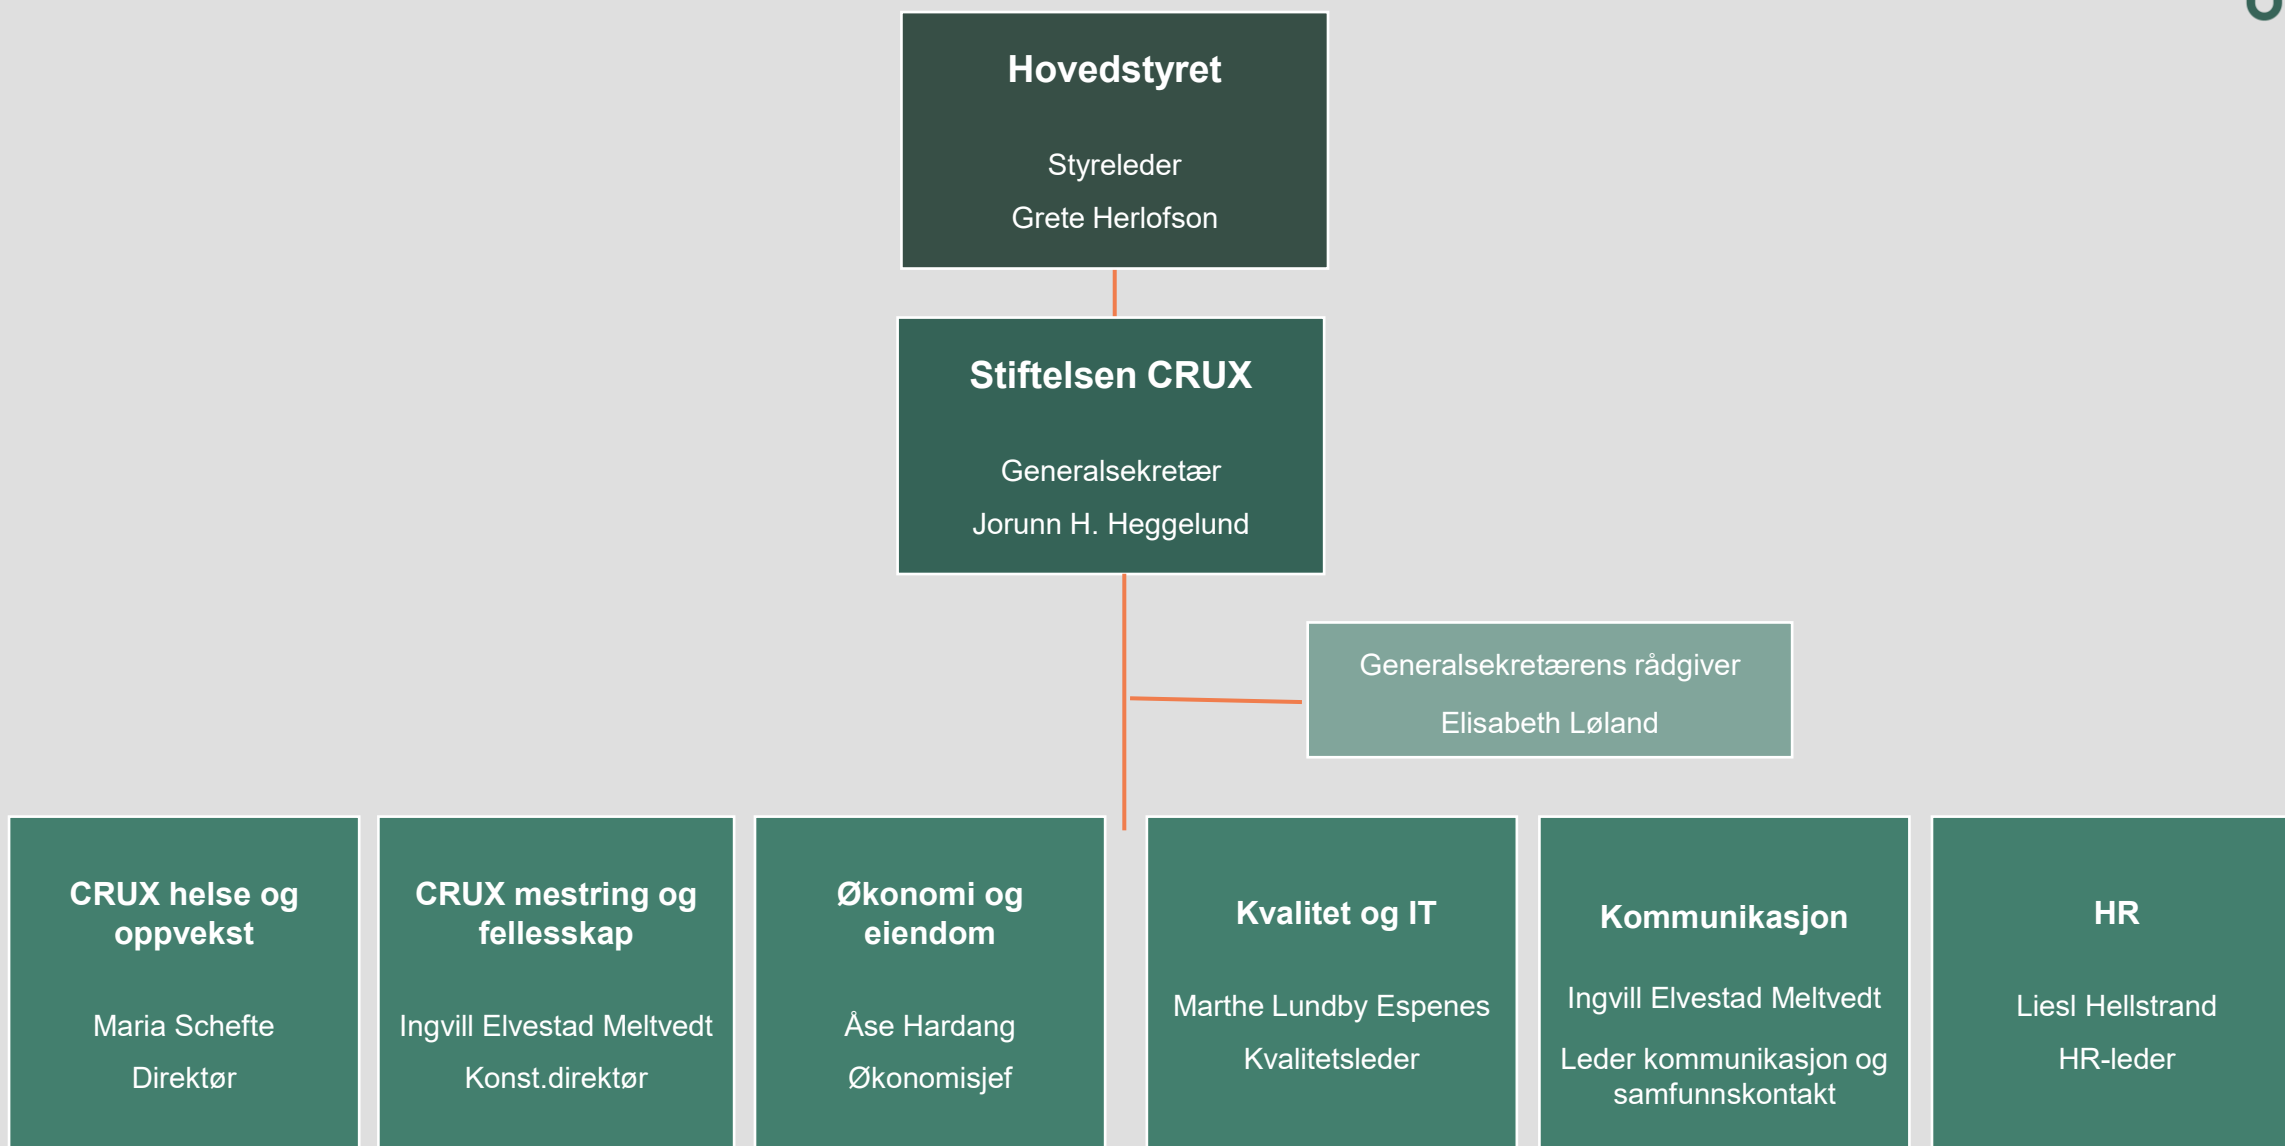 Hovedstyret
Styreleder
Grete Herlofson
Stiftelsen CRUX
Generalsekretær
Jorunn H. Heggelund
Generalsekretærens rådgiver
Elisabeth Løland
CRUX helse og
oppvekst
Maria Schefte
Direktør
CRUX mestring og
fellesskap
Ingvill Elvestad Meltvedt
Konst.direktør
Økonomi og
eiendom
Åse Hardang
Økonomisjef
Kvalitet og IT
Marthe Lundby Espenes
Kvalitetsleder
Kommunikasjon
Ingvill Elvestad Meltvedt
Leder kommunikasjon og
samfunnskontakt
HR
Liesl Hellstrand
HR-leder